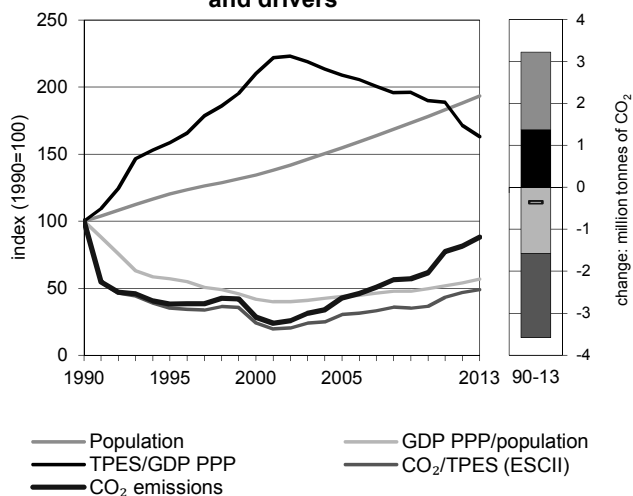 and drivers
250
200
150
100
50
0
index (1990=100)
1990
1995
2000
2005
2013
4
3
2
1
0
-1
-2
-3
-4
change: million tonnes of CO₂
90-13
Population
GDP PPP/population
TPES/GDP PPP
CO₂/TPES (ESCII)
CO₂ emissions